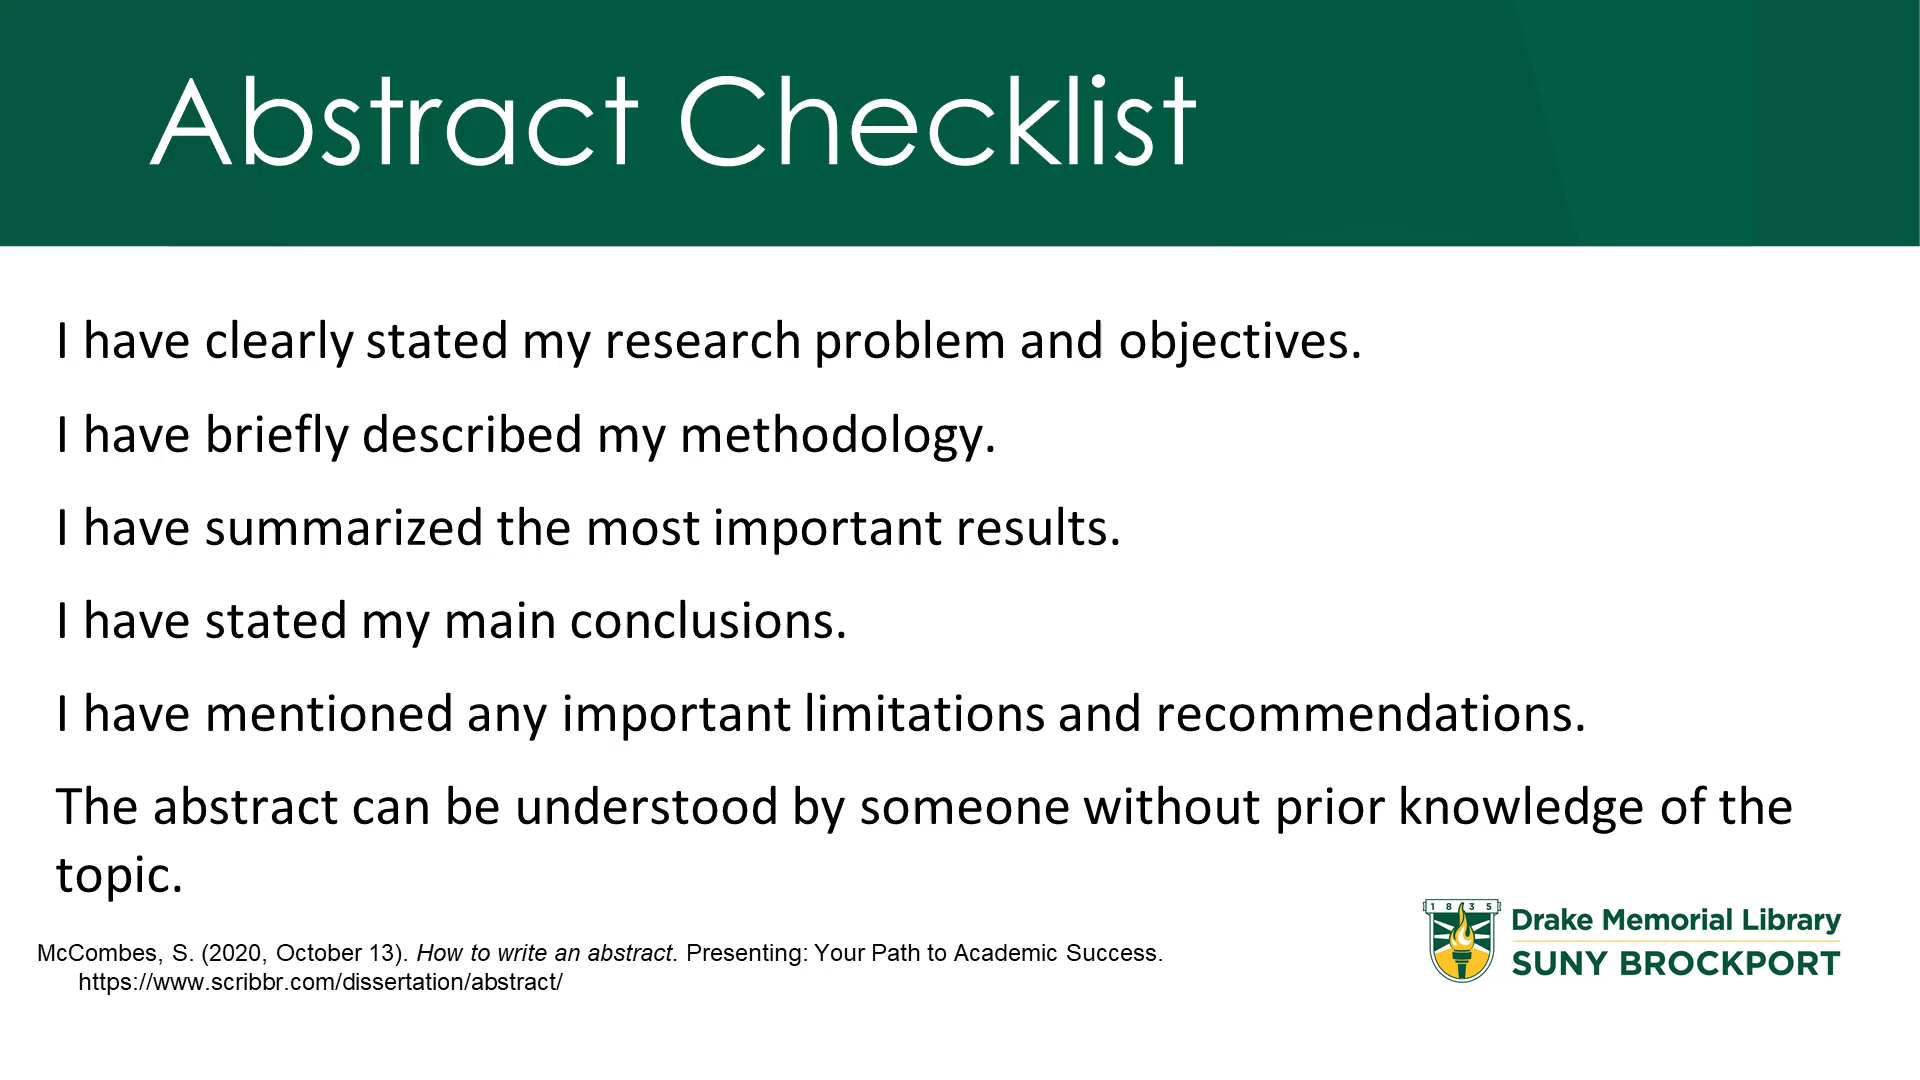 Abstract Checklist
I have clearly stated my research problem and objectives.
I have briefly described my methodology.
I have summarized the most important results.
I have stated my main conclusions.
I have mentioned any important limitations and recommendations.
The abstract can be understood by someone without prior knowledge of the
topic.
McCombes, S. (2020, October 13). How to write an abstract. Presenting: Your Path to Academic Success.
https://www.scribbr.com/dissertation/abstract/
1835
Drake Memorial Library
SUNY BROCKPORT